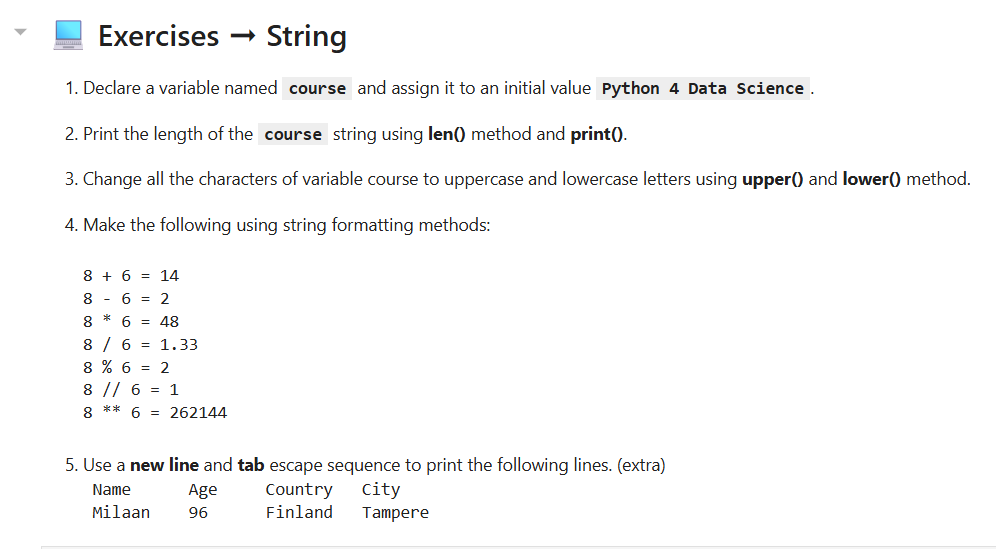 Exercises → String
1. Declare a variable named course and assign it to an initial value Python 4 Data Science.
2. Print the length of the course string using len() method and print().
3. Change all the characters of variable course to uppercase and lowercase letters using upper() and lower() method.
4. Make the following using string formatting methods:
8 + 6 = 14
8 - 6 = 2
8 * 6 = 48
8 / 6 = 1.33
8 % 6 = 2
8 // 6 = 1
8 ** 6 = 262144
5. Use a new line and tab escape sequence to print the following lines. (extra)
Name Age Country City
Milaan 96 Finland Tampere